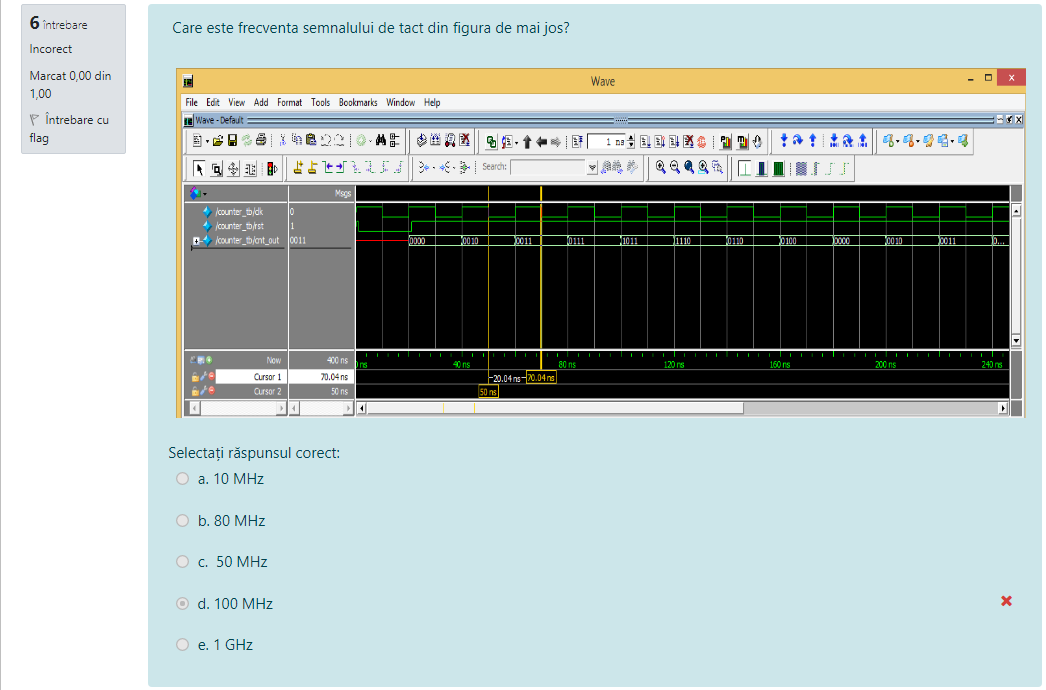 6 întrebare
Incorect
Marcat 0,00 din
1,00
Întrebare cu
flag
Care este frecventa semnalului de tact din figura de mai jos?
Wave
File Edit View Add Format Tools Bookmarks Window Help
Wave - Default
1 ns
Search:
Msgs
/counter_tb/clk 0
/counter_tb/rst 1
/counter_tb/cnt_out 0011 0000 0010 0011 0111 1011 1110 0110 0100 0000 0010 0011 0...
Now 400 ns 0 ns 40 ns 80 ns 120 ns 160 ns 200 ns 240 ns
Cursor 1 70.04 ns 20.04 ns 70.04 ns
Cursor 2 50 ns 50 ns
Selectați răspunsul corect:
a. 10 MHz
b. 80 MHz
c. 50 MHz
d. 100 MHz
e. 1 GHz